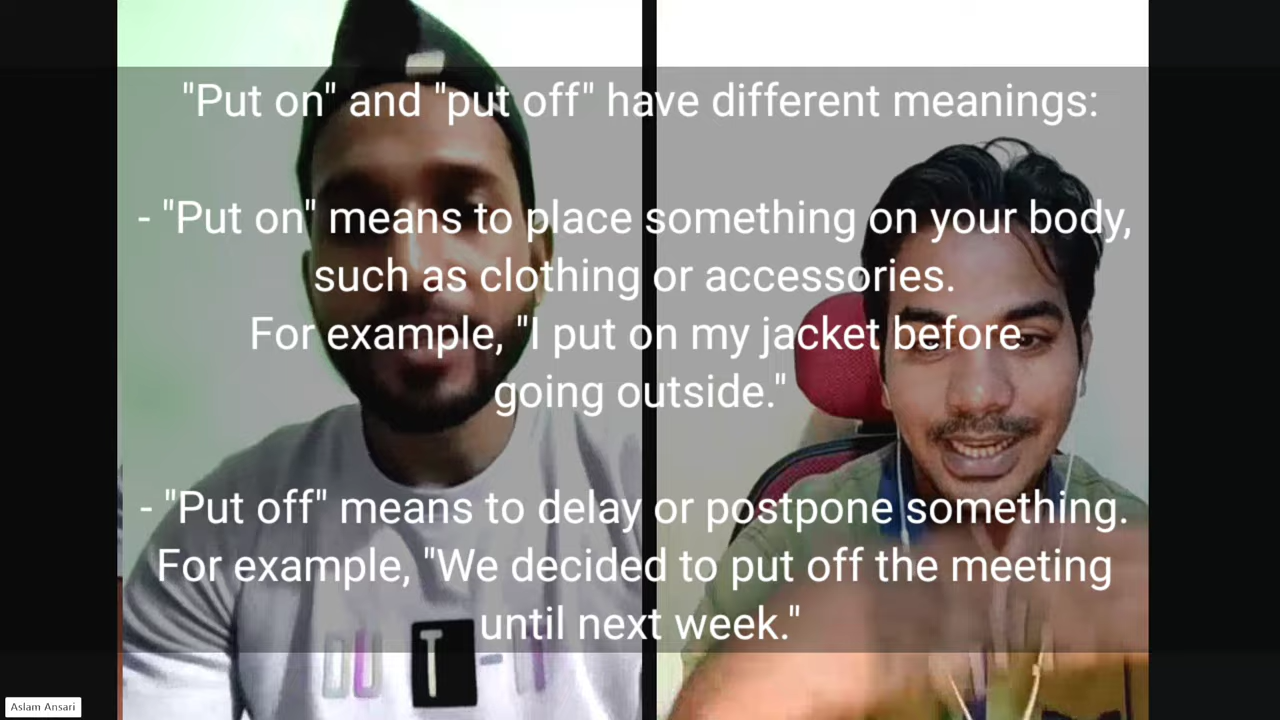 "Put on" and "put off" have different meanings:
- "Put on" means to place something on your body,
such as clothing or accessories.
For example, "I put on my jacket before
going outside."
- "Put off" means to delay or postpone something.
For example, "We decided to put off the meeting
until next week."
Aslam Ansari